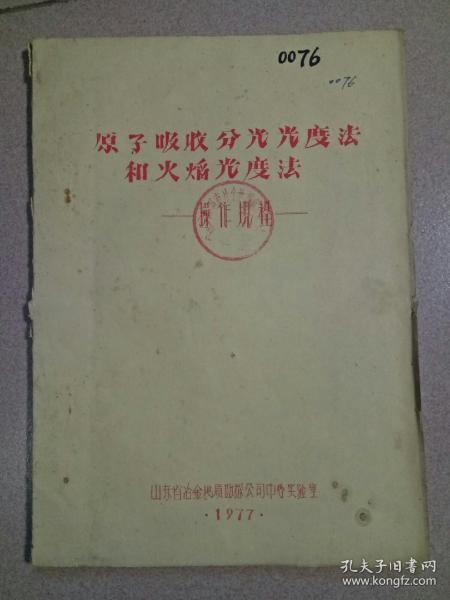 0076
0076
原子吸收分光光度法
和火焰光度法
—操作规程—
山东省冶金地质勘探公司中心实验室
·1977·
孔夫子旧书网
www.kongfz.com